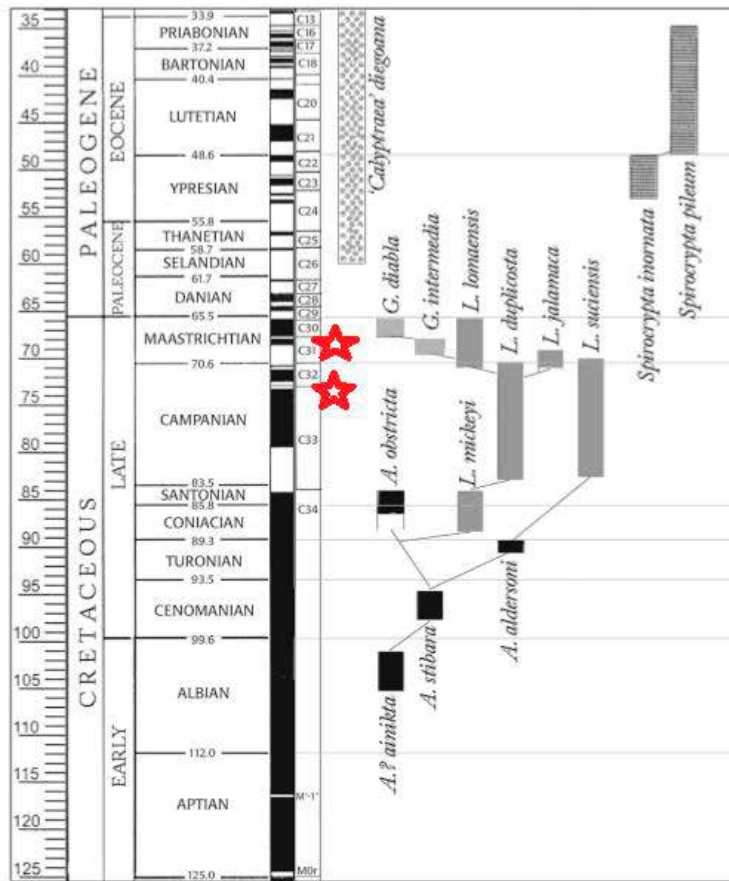 35
40
45
50
55
60
65
70
75
80
85
90
95
100
105
110
115
120
125
PALEOGENE
CRETACEOUS
EOCENE
PALEOCENE
LATE
EARLY
33.9
PRIABONIAN
37.2
BARTONIAN
40.4
LUTETIAN
48.6
YPRESIAN
55.8
THANETIAN
58.7
SELANDIAN
61.7
DANIAN
65.5
MAASTRICHTIAN
70.6
CAMPANIAN
83.5
SANTONIAN
85.8
CONIACIAN
89.3
TURONIAN
93.5
CENOMANIAN
99.6
ALBIAN
112.0
APTIAN
125.0
C13
C16
C17
C18
C20
C21
C22
C23
C24
C25
C26
C27
C28
C29
C30
C31
C32
C33
C34
M"-1"
M0r
'Calyptraea' diegoana
G. diabla
G. intermedia
L. lomaensis
L. duplicosta
L. jalamaca
L. suciensis
Spirocrypta inornata
Spirocrypta pileum
A. obstricta
L. mickeyi
A.? ainikta
A. stibara
A. aldersoni